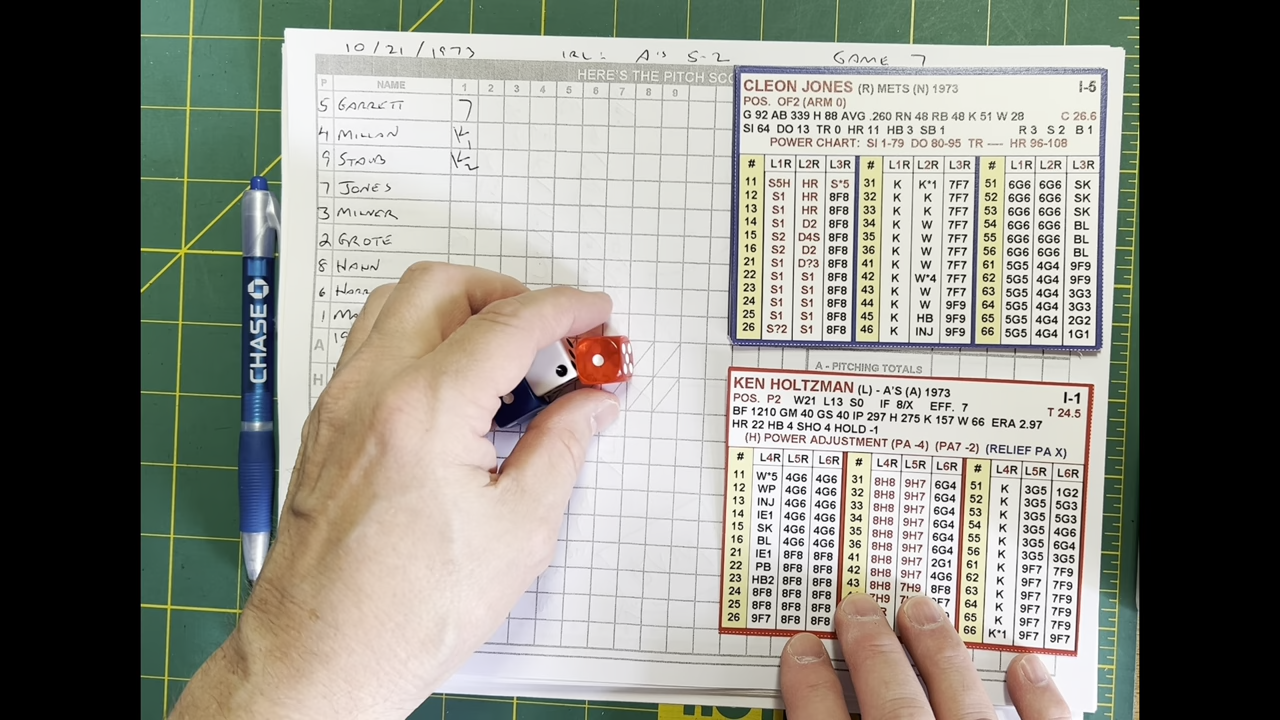 10/21/1973 IRL: A's 5-2 GAME 7
HERE'S THE PITCH SCO
P NAME 1 2 3 4 5 6 7 8 9
5 GARRETT 7
4 MILLAN K1
9 STAUB K2
7 JONES
3 MILNER
2 GROTE
8 HAHN
6
1
A
H
CHASE
CLEON JONES (R) METS (N) 1973 I-5
POS. OF2 (ARM 0)
G 92 AB 339 H 88 AVG .260 RN 48 RB 48 K 51 W 28 C 26.6
SI 64 DO 13 TR 0 HR 11 HB 3 SB 1 R 3 S 2 B 1
POWER CHART: SI 1-79 DO 80-95 TR ---- HR 96-108
# L1R L2R L3R # L1R L2R L3R # L1R L2R L3R
11 S5H HR S*5 31 K K*1 7F7 51 6G6 6G6 SK
12 S1 HR 8F8 32 K K 7F7 52 6G6 6G6 SK
13 S1 HR 8F8 33 K K 7F7 53 6G6 6G6 SK
14 S1 D2 8F8 34 K W 7F7 54 6G6 6G6 BL
15 S2 D4S 8F8 35 K W 7F7 55 6G6 6G6 BL
16 S2 D2 8F8 36 K W 7F7 56 6G6 6G6 BL
21 S1 D?3 8F8 41 K W 7F7 61 5G5 4G4 9F9
22 S1 S1 8F8 42 K W*4 7F7 62 5G5 4G4 9F9
23 S1 S1 8F8 43 K W 7F7 63 5G5 4G4 3G3
24 S1 S1 8F8 44 K W 9F9 64 5G5 4G4 3G3
25 S1 S1 8F8 45 K HB 9F9 65 5G5 4G4 2G2
26 S?2 S1 8F8 46 K INJ 9F9 66 5G5 4G4 1G1
A - PITCHING TOTALS
KEN HOLTZMAN (L) - A'S (A) 1973 I-1
POS. P2 W21 L13 S0 IF 8/X EFF. 7 T 24.5
BF 1210 GM 40 GS 40 IP 297 H 275 K 157 W 66 ERA 2.97
HR 22 HB 4 SHO 4 HOLD -1
(H) POWER ADJUSTMENT (PA -4) (PA7 -2) (RELIEF PA X)
# L4R L5R L6R # L4R L5R L6R # L4R L5R L6R
11 W*5 4G6 4G6 31 8H8 9H7 6G4 51 K 3G5 1G2
12 WP 4G6 4G6 32 8H8 9H7 6G4 52 K 3G5 5G3
13 INJ 4G6 4G6 33 8H8 9H7 6G4 53 K 3G5 5G3
14 IE1 4G6 4G6 34 8H8 9H7 6G4 54 K 3G5 4G6
15 SK 4G6 4G6 35 8H8 9H7 6G4 55 K 3G5 6G4
16 BL 4G6 4G6 36 8H8 9H7 6G4 56 K 3G5 3G5
21 IE1 8F8 8F8 41 8H8 9H7 2G1 61 K 9F7 7F9
22 PB 8F8 8F8 42 8H8 9H7 4G6 62 K 9F7 7F9
23 HB2 8F8 8F8 43 8H8 7H9 8F8 63 K 9F7 7F9
24 8F8 8F8 8F8 7H9 64 K 9F7 7F9
25 8F8 8F8 8F8 65 K 9F7 7F9
26 9F7 8F8 8F8 66 K*1 9F7 9F7